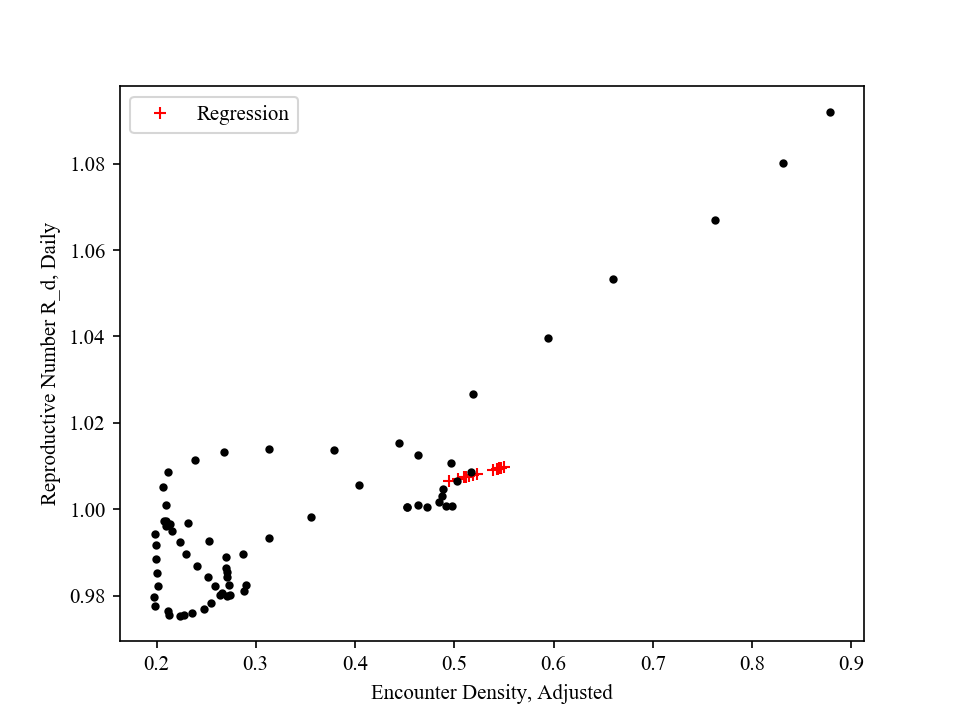 Regression
1.08
1.06
1.04
1.02
1.00
0.98
Reproductive Number R_d, Daily
0.2 0.3 0.4 0.5 0.6 0.7 0.8 0.9
Encounter Density, Adjusted